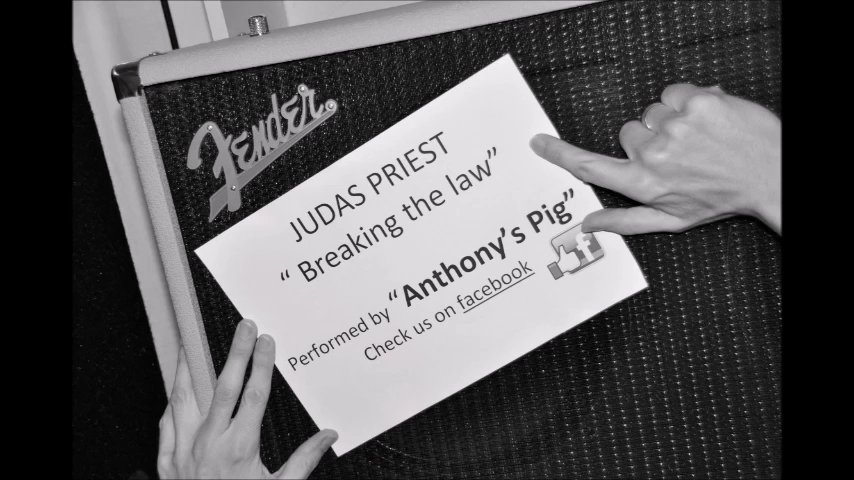 Fender
JUDAS PRIEST
“ Breaking the law”
Performed by “Anthony’s Pig”
Check us on facebook
f